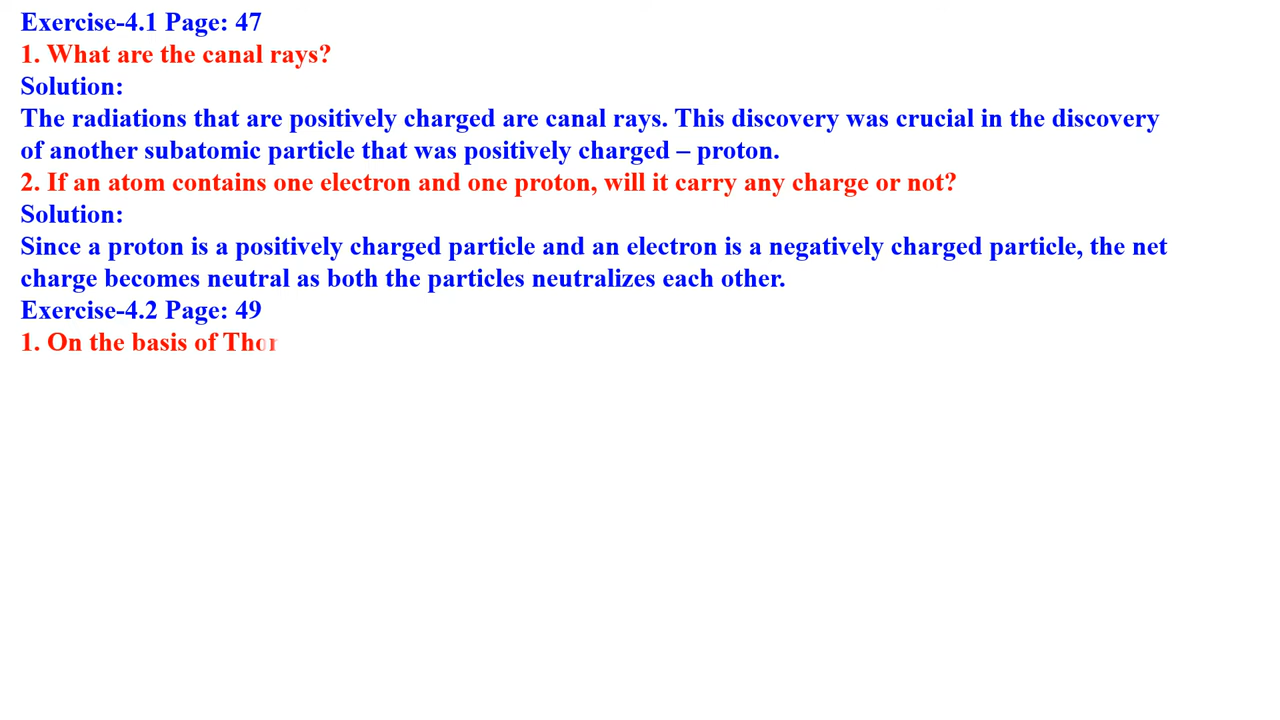 Exercise-4.1 Page: 47
1. What are the canal rays?
Solution:
The radiations that are positively charged are canal rays. This discovery was crucial in the discovery
of another subatomic particle that was positively charged – proton.
2. If an atom contains one electron and one proton, will it carry any charge or not?
Solution:
Since a proton is a positively charged particle and an electron is a negatively charged particle, the net
charge becomes neutral as both the particles neutralizes each other.
Exercise-4.2 Page: 49
1. On the basis of